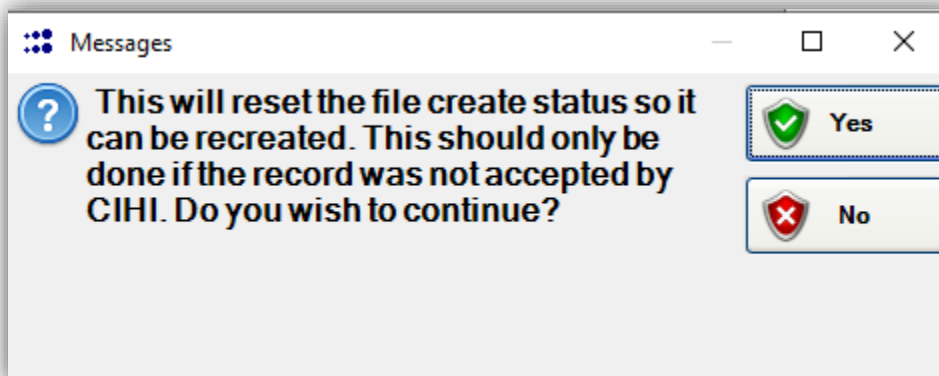 Messages
This will reset the file create status so it
can be recreated. This should only be
done if the record was not accepted by
CIHI. Do you wish to continue?
Yes
No